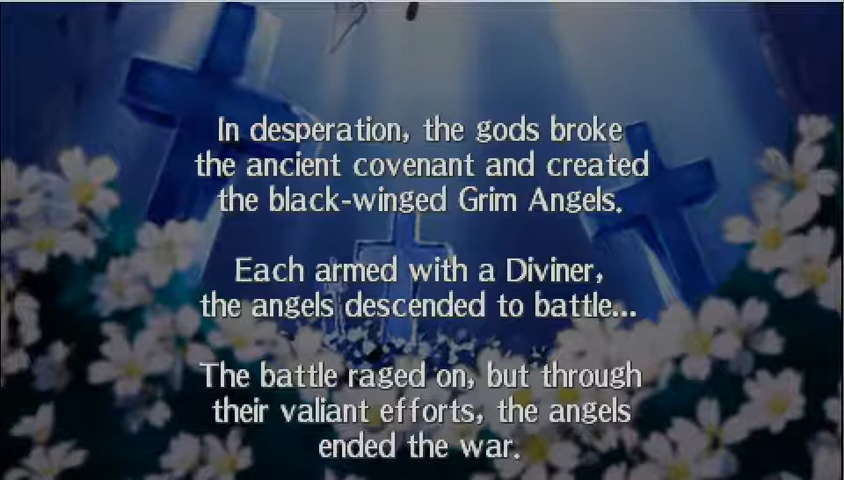 In desperation, the gods broke
the ancient covenant and created
the black-winged Grim Angels.
Each armed with a Diviner,
the angels descended to battle...
The battle raged on, but through
their valiant efforts, the angels
ended the war.